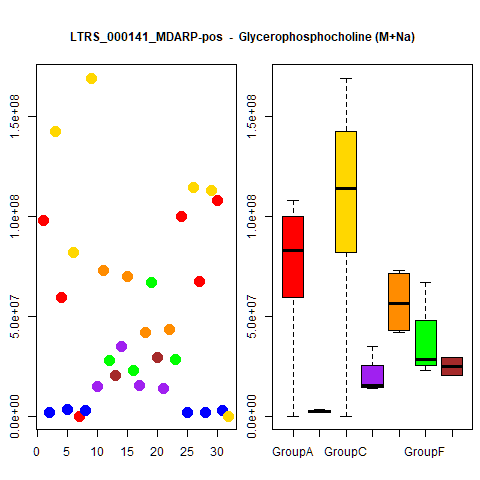 LTRS_000141_MDARP-pos - Glycerophosphocholine (M+Na)
0.0e+00 5.0e+07 1.0e+08 1.5e+08
0 5 10 15 20 25 30
0.0e+00 5.0e+07 1.0e+08 1.5e+08
GroupA GroupC GroupF